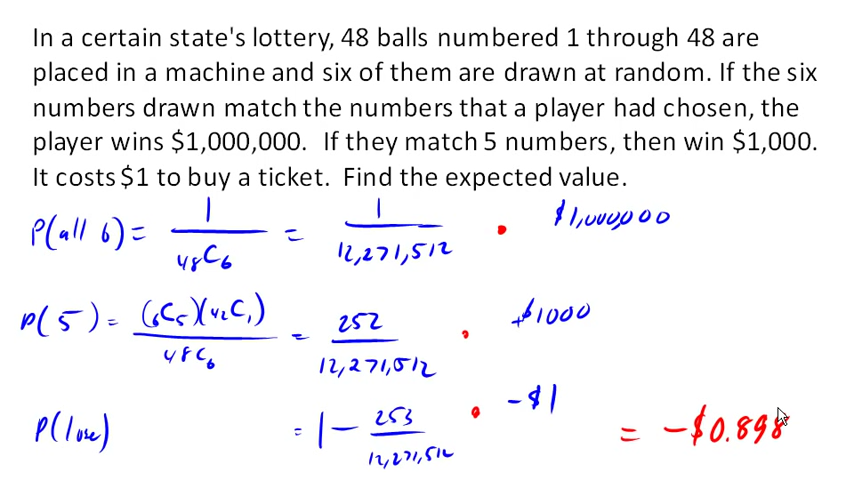 In a certain state's lottery, 48 balls numbered 1 through 48 are
placed in a machine and six of them are drawn at random. If the six
numbers drawn match the numbers that a player had chosen, the
player wins $1,000,000. If they match 5 numbers, then win $1,000.
It costs $1 to buy a ticket. Find the expected value.
P(all 6) = 1 / 48C6 = 1 / 12,271,512 • $1,000,000
P(5) = (6C5)(42C1) / 48C6 = 252 / 12,271,512 • $1000
P(lose) = 1 - 253 / 12,271,512 • -$1 = -$0.898